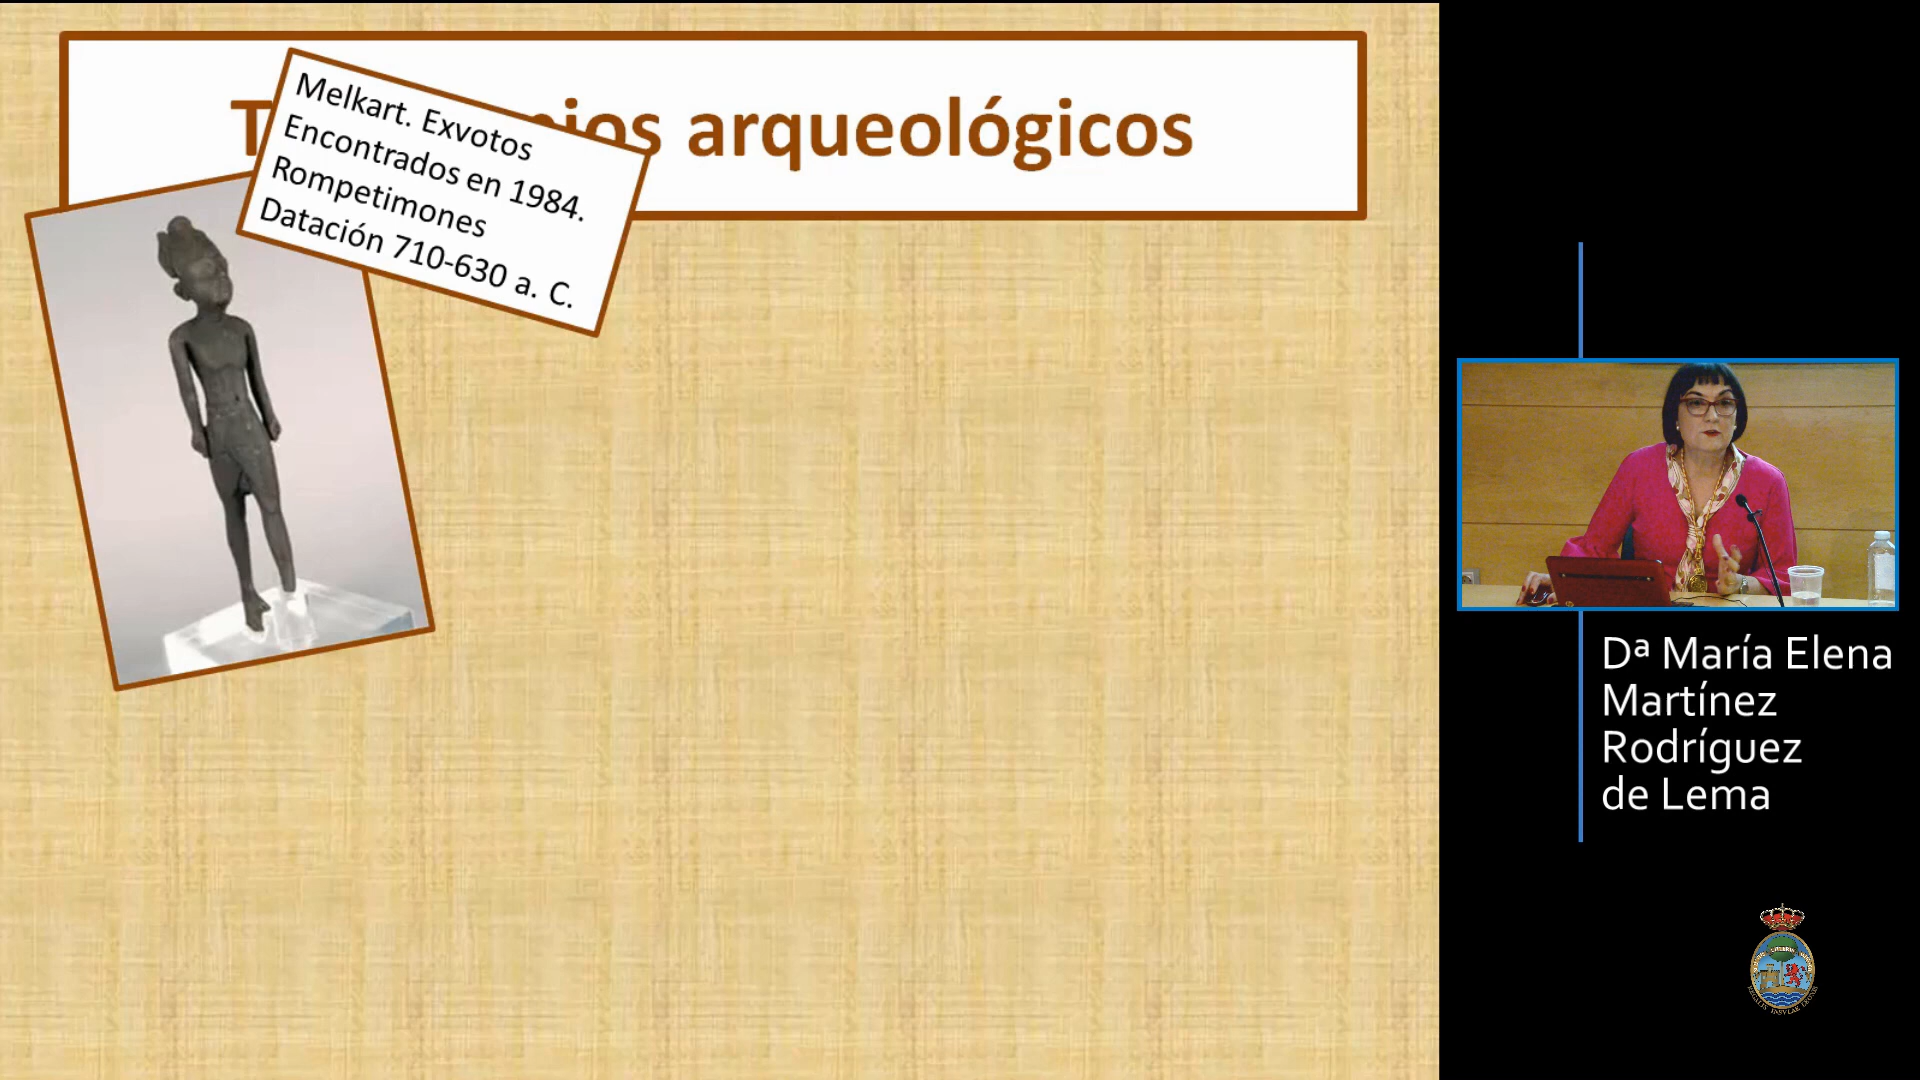 arqueológicos
Melkart. Exvotos
Encontrados en 1984.
Rompetimones
Datación 710-630 a. C.
Dª María Elena
Martínez
Rodríguez
de Lema